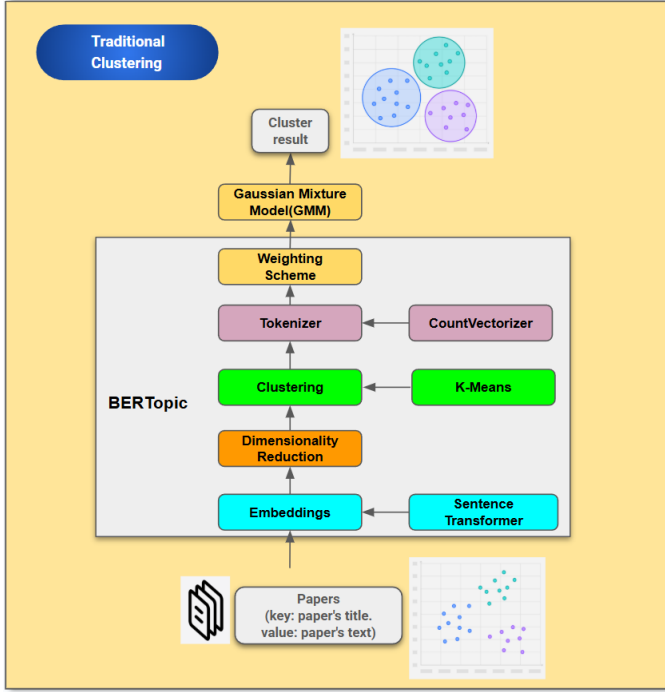 Traditional
Clustering
Cluster
result
Gaussian Mixture
Model(GMM)
Weighting
Scheme
Tokenizer
CountVectorizer
Clustering
K-Means
BERTopic
Dimensionality
Reduction
Embeddings
Sentence
Transformer
Papers
(key: paper's title.
value: paper's text)